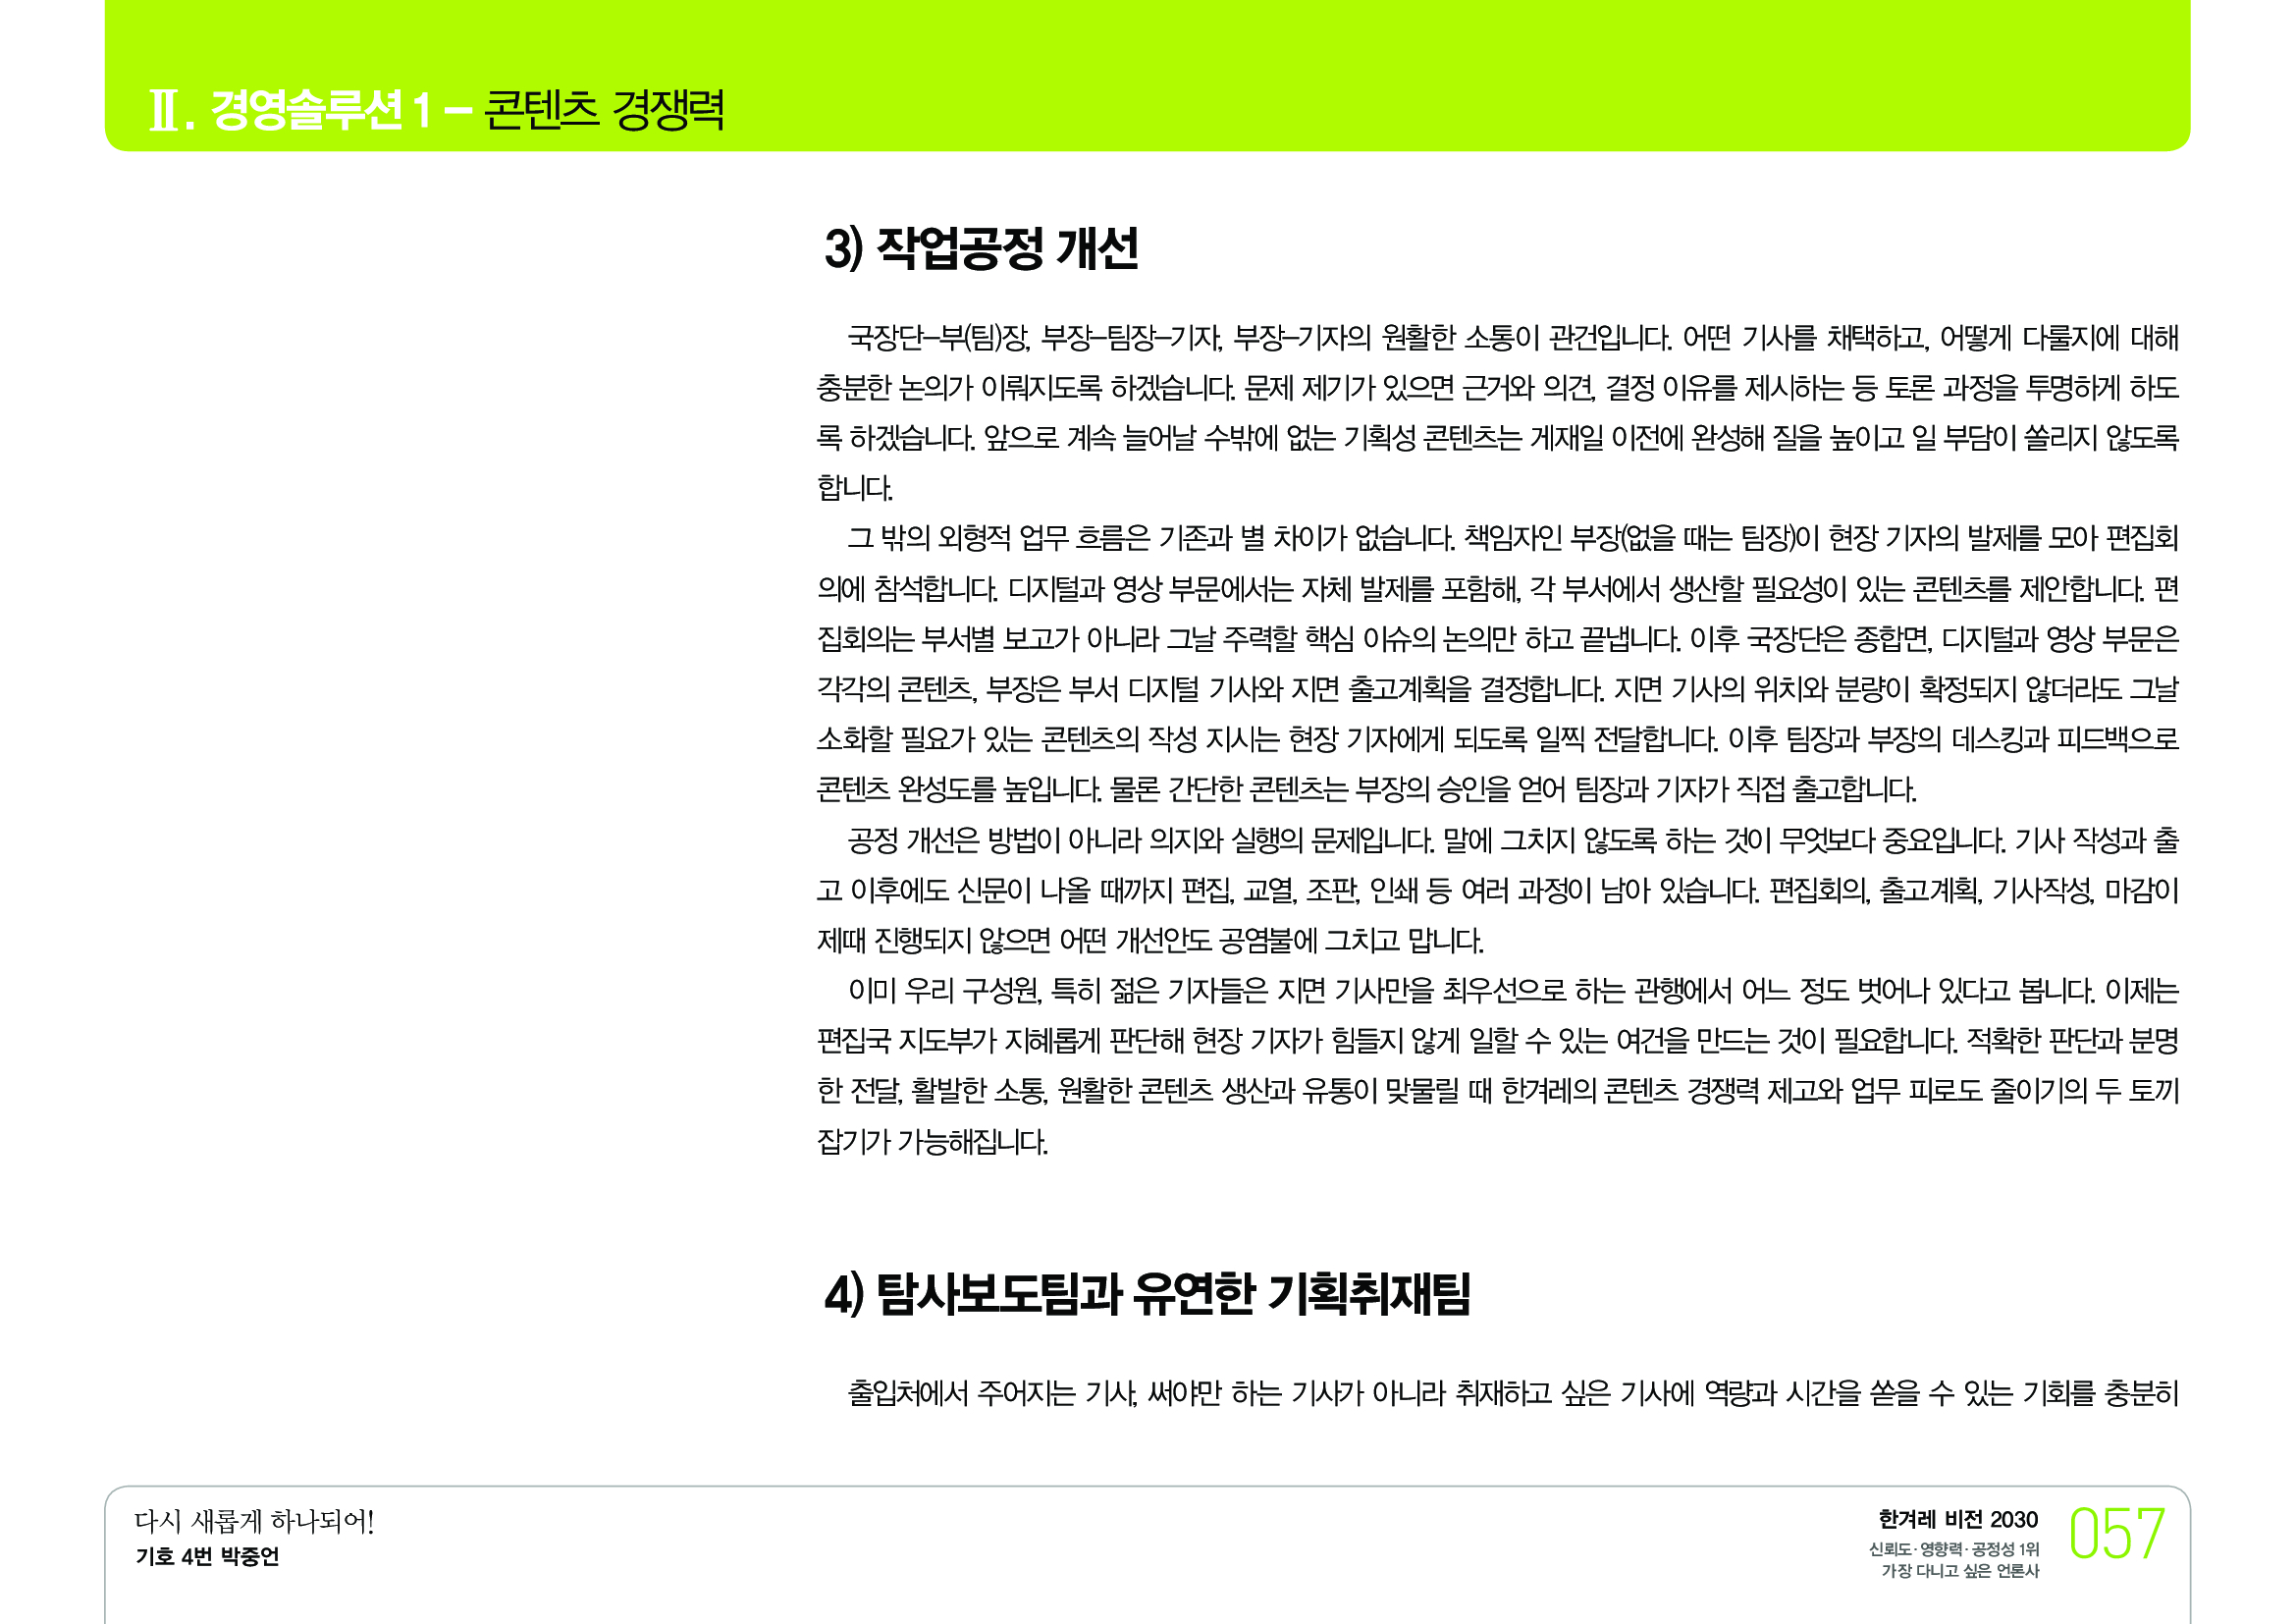 Ⅱ. 경영솔루션 1 – 콘텐츠 경쟁력
3) 작업공정 개선
국장단–부(팀)장, 부장–팀장–기자, 부장–기자의 원활한 소통이 관건입니다. 어떤 기사를 채택하고, 어떻게 다룰지에 대해
충분한 논의가 이뤄지도록 하겠습니다. 문제 제기가 있으면 근거와 의견, 결정 이유를 제시하는 등 토론 과정을 투명하게 하도
록 하겠습니다. 앞으로 계속 늘어날 수밖에 없는 기획성 콘텐츠는 게재일 이전에 완성해 질을 높이고 일 부담이 쏠리지 않도록
합니다.
그 밖의 외형적 업무 흐름은 기존과 별 차이가 없습니다. 책임자인 부장(없을 때는 팀장)이 현장 기자의 발제를 모아 편집회
의에 참석합니다. 디지털과 영상 부문에서는 자체 발제를 포함해, 각 부서에서 생산할 필요성이 있는 콘텐츠를 제안합니다. 편
집회의는 부서별 보고가 아니라 그날 주력할 핵심 이슈의 논의만 하고 끝냅니다. 이후 국장단은 종합면, 디지털과 영상 부문은
각각의 콘텐츠, 부장은 부서 디지털 기사와 지면 출고계획을 결정합니다. 지면 기사의 위치와 분량이 확정되지 않더라도 그날
소화할 필요가 있는 콘텐츠의 작성 지시는 현장 기자에게 되도록 일찍 전달합니다. 이후 팀장과 부장의 데스킹과 피드백으로
콘텐츠 완성도를 높입니다. 물론 간단한 콘텐츠는 부장의 승인을 얻어 팀장과 기자가 직접 출고합니다.
공정 개선은 방법이 아니라 의지와 실행의 문제입니다. 말에 그치지 않도록 하는 것이 무엇보다 중요입니다. 기사 작성과 출
고 이후에도 신문이 나올 때까지 편집, 교열, 조판, 인쇄 등 여러 과정이 남아 있습니다. 편집회의, 출고계획, 기사작성, 마감이
제때 진행되지 않으면 어떤 개선안도 공염불에 그치고 맙니다.
이미 우리 구성원, 특히 젊은 기자들은 지면 기사만을 최우선으로 하는 관행에서 어느 정도 벗어나 있다고 봅니다. 이제는
편집국 지도부가 지혜롭게 판단해 현장 기자가 힘들지 않게 일할 수 있는 여건을 만드는 것이 필요합니다. 적확한 판단과 분명
한 전달, 활발한 소통, 원활한 콘텐츠 생산과 유통이 맞물릴 때 한겨레의 콘텐츠 경쟁력 제고와 업무 피로도 줄이기의 두 토끼
잡기가 가능해집니다.
4) 탐사보도팀과 유연한 기획취재팀
출입처에서 주어지는 기사, 써야만 하는 기사가 아니라 취재하고 싶은 기사에 역량과 시간을 쏟을 수 있는 기회를 충분히
다시 새롭게 하나되어!
기호 4번 박중언
한겨레 비전 2030
신뢰도·영향력·공정성 1위
가장 다니고 싶은 언론사
057